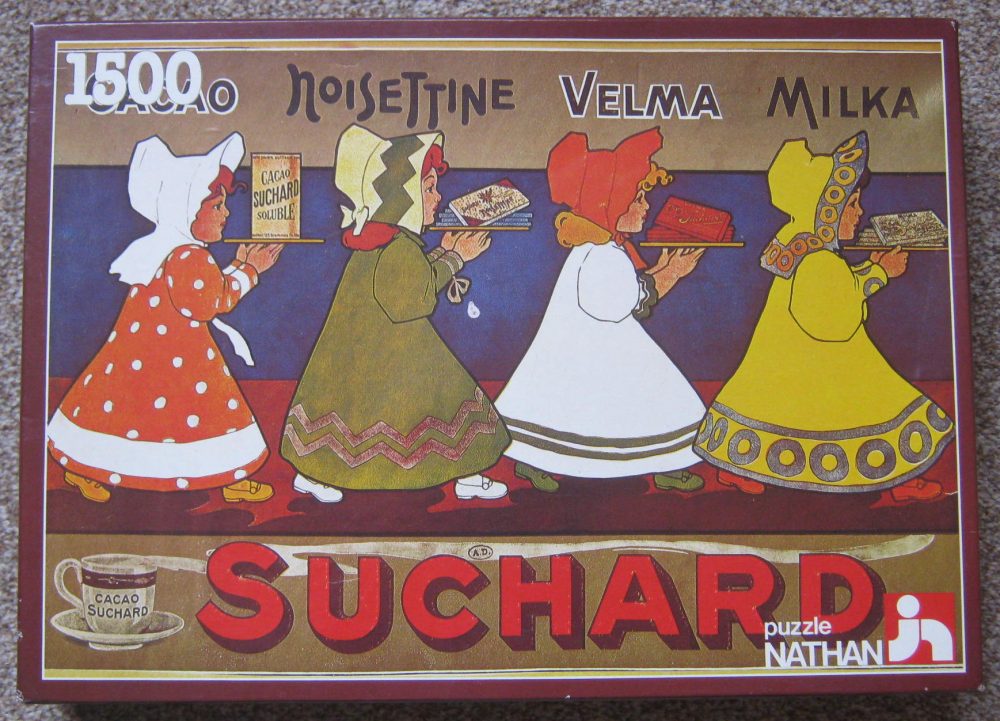 1500
CACAO NOISETTINE VELMA MILKA
CACAO
SUCHARD
SOLUBLE
A.D.
SUCHARD
CACAO
SUCHARD
puzzle
NATHAN